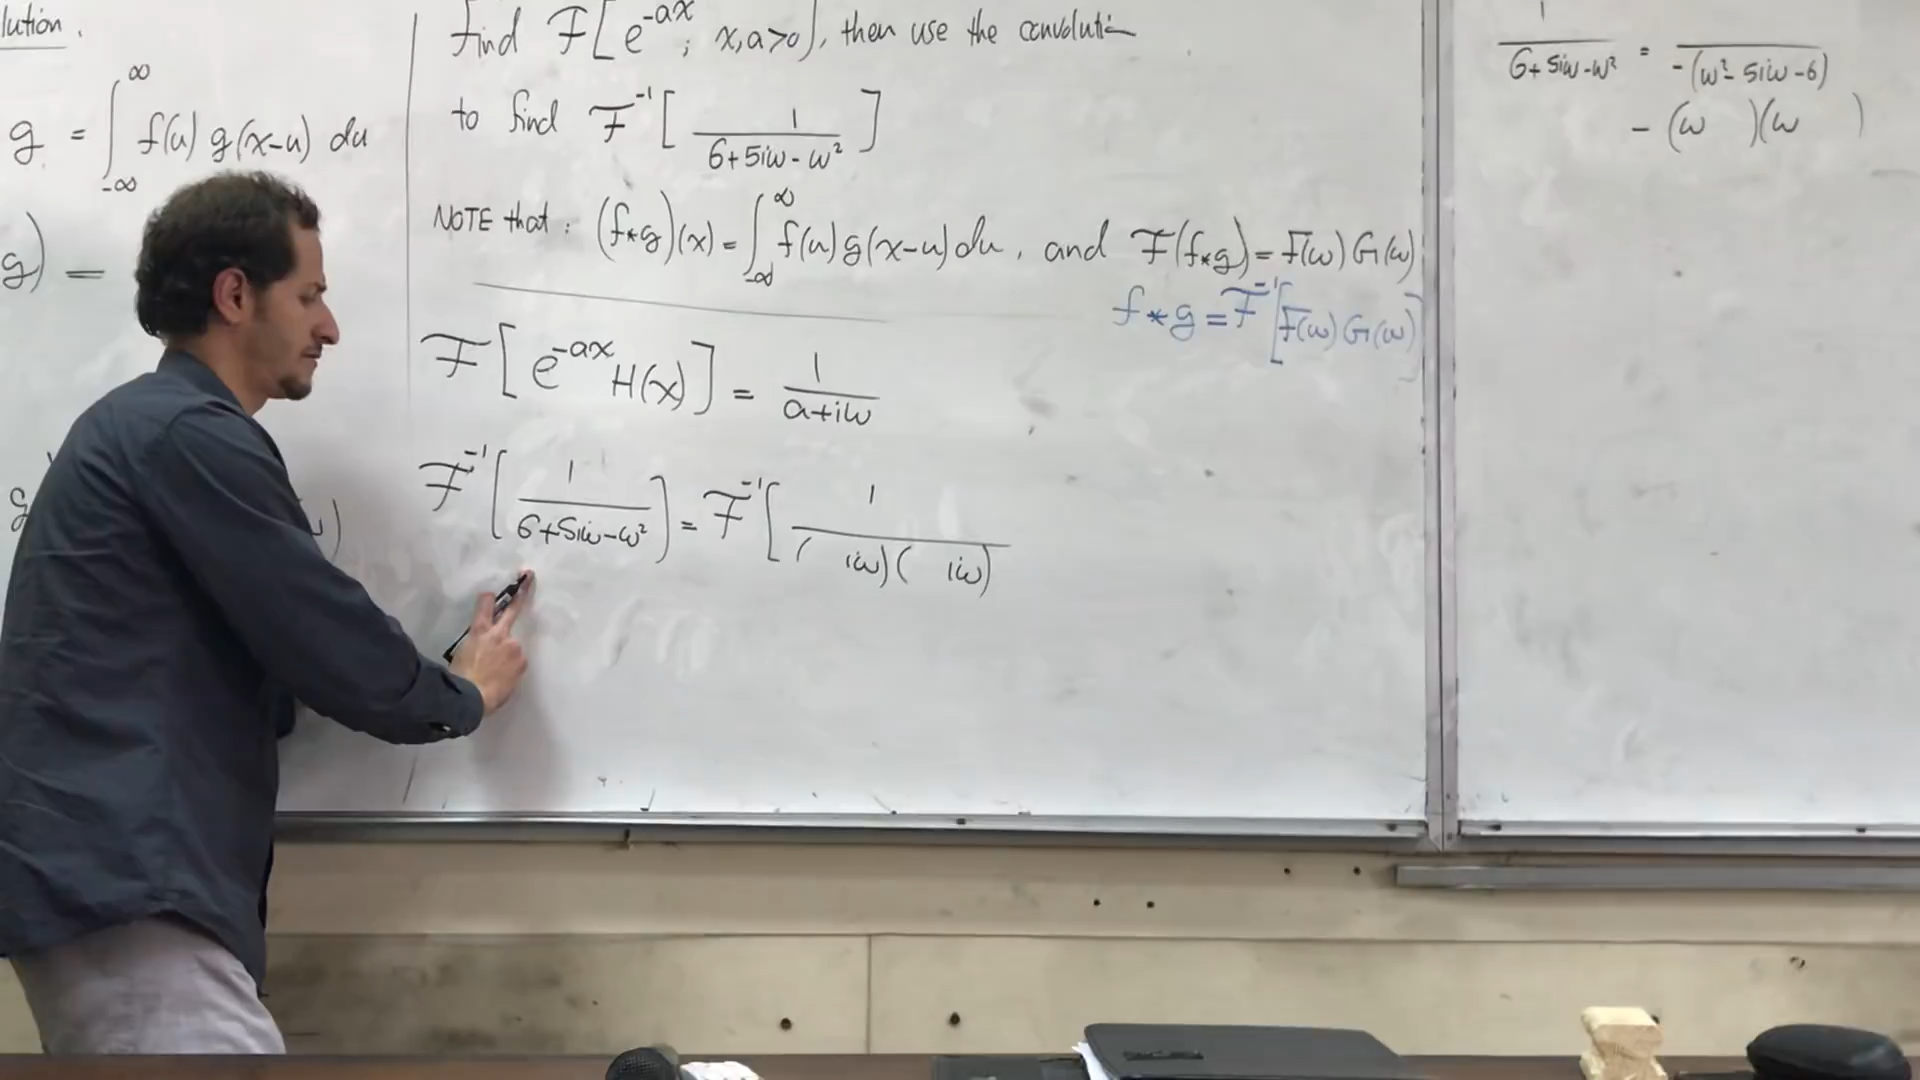 lution.
g = ∫_{-∞}^{∞} f(u) g(x-u) du
g) =
g
ω)
Find ℱ[e^{-ax}; x,a>0], then use the convolution
to find ℱ^{-1}[1/(6+5iω-ω²)]
NOTE that: (f*g)(x) = ∫_{-∞}^{∞} f(u)g(x-u)du, and ℱ(f*g) = F(ω)G(ω)
f*g = ℱ^{-1}[F(ω)G(ω)]
ℱ[e^{-ax}H(x)] = 1/(a+iω)
ℱ^{-1}[1/(6+5iω-ω²)] = ℱ^{-1}[1/(( iω)( iω))
1/(6+5iω-ω²) = /(-(ω²-5iω-6))
-(ω )(ω )